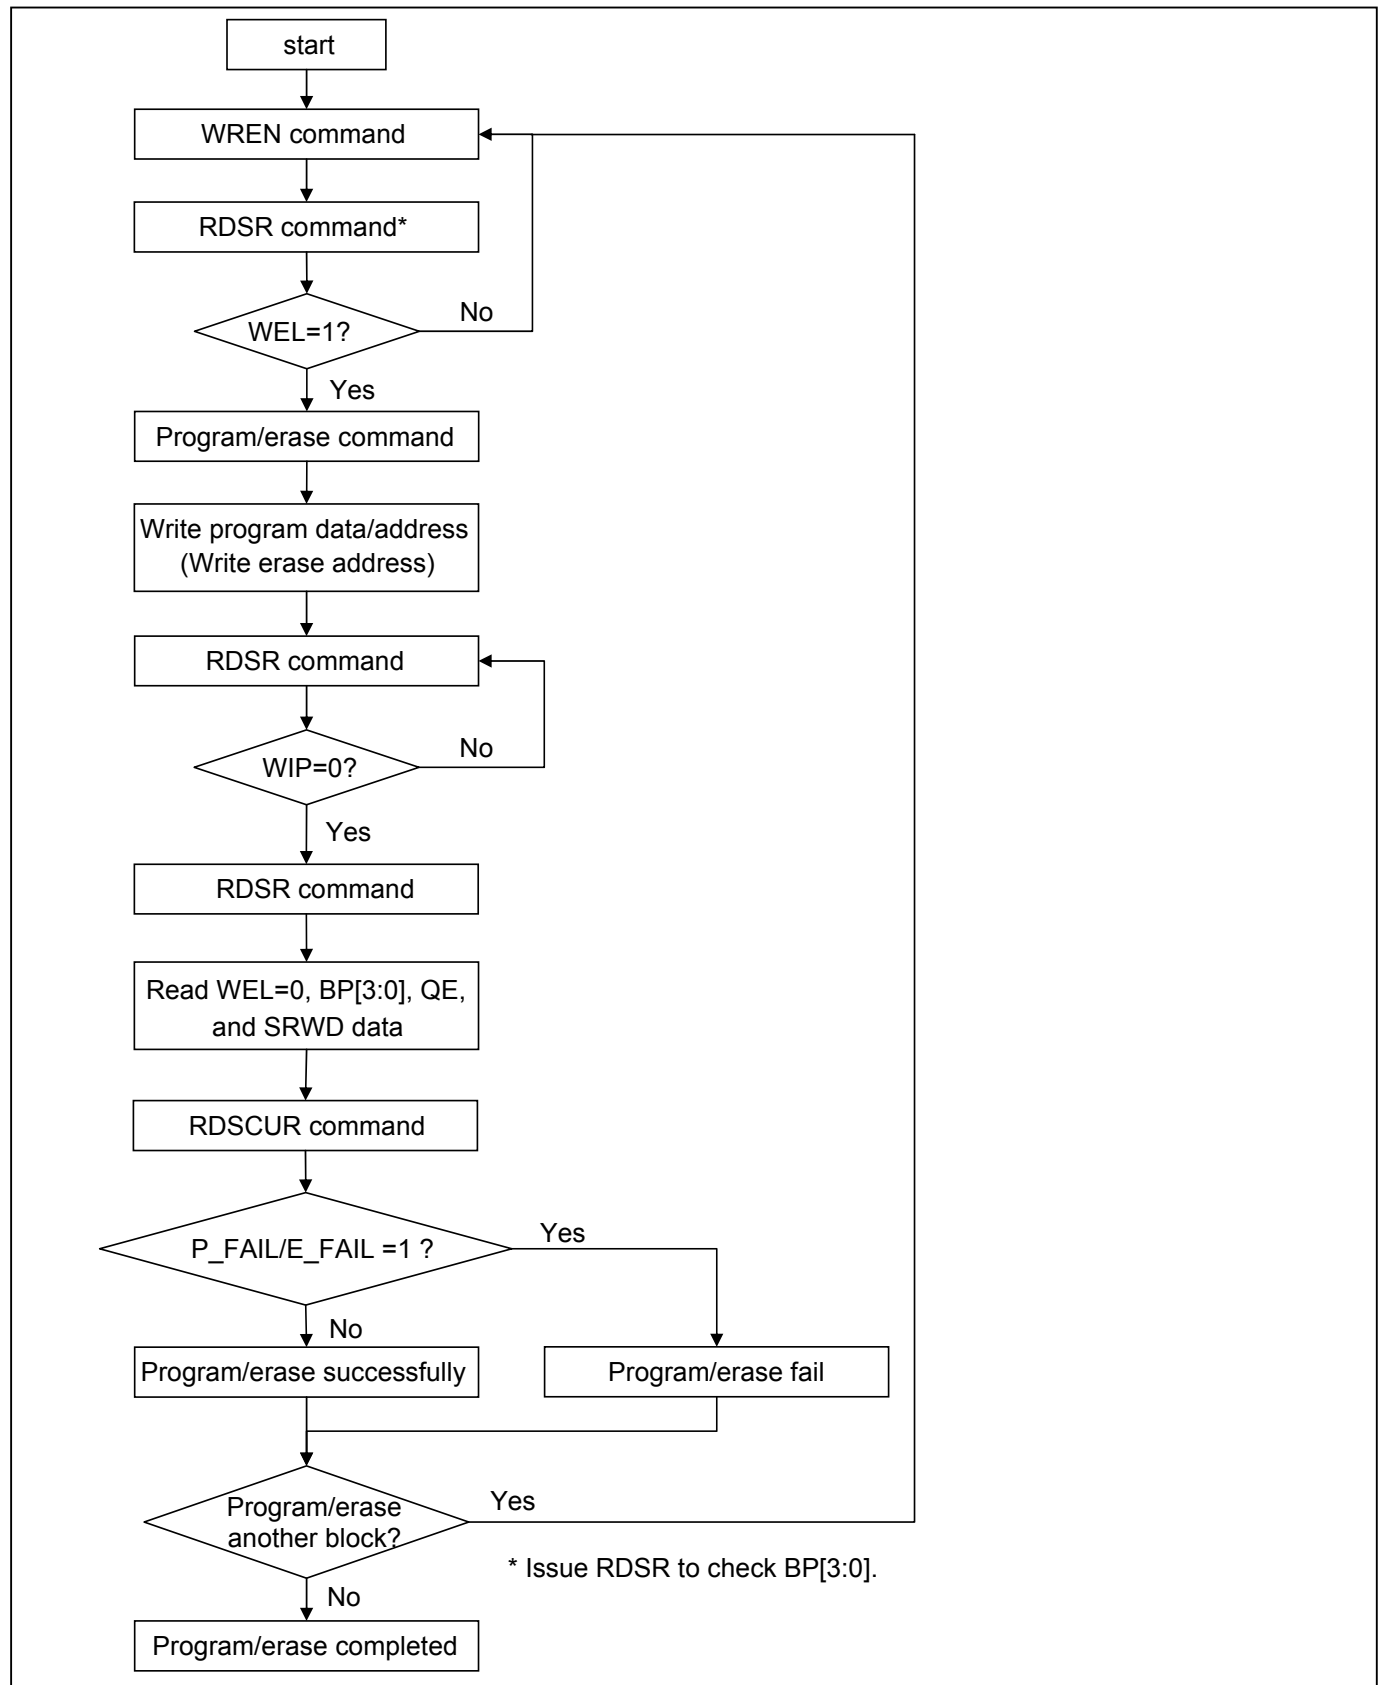 start
WREN command
RDSR command*
WEL=1?
No
Yes
Program/erase command
Write program data/address
(Write erase address)
RDSR command
WIP=0?
No
Yes
RDSR command
Read WEL=0, BP[3:0], QE,
and SRWD data
RDSCUR command
P_FAIL/E_FAIL =1 ?
Yes
No
Program/erase successfully
Program/erase fail
Program/erase
another block?
Yes
* Issue RDSR to check BP[3:0].
No
Program/erase completed